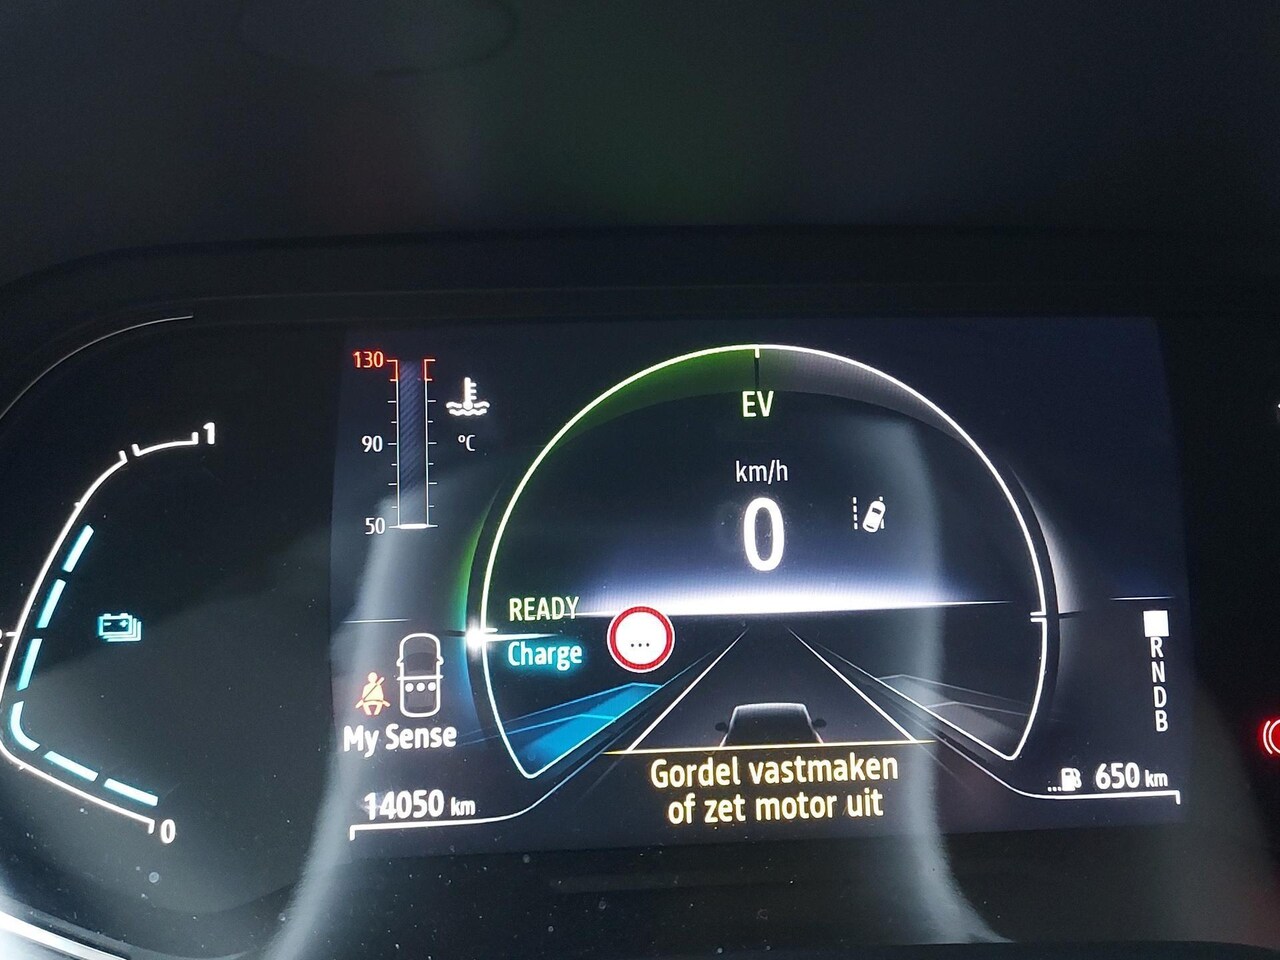 130
90
50
°C
1
0
EV
km/h
0
READY
Charge
...
My Sense
14050 km
Gordel vastmaken
of zet motor uit
...
650 km
R
N
D
B